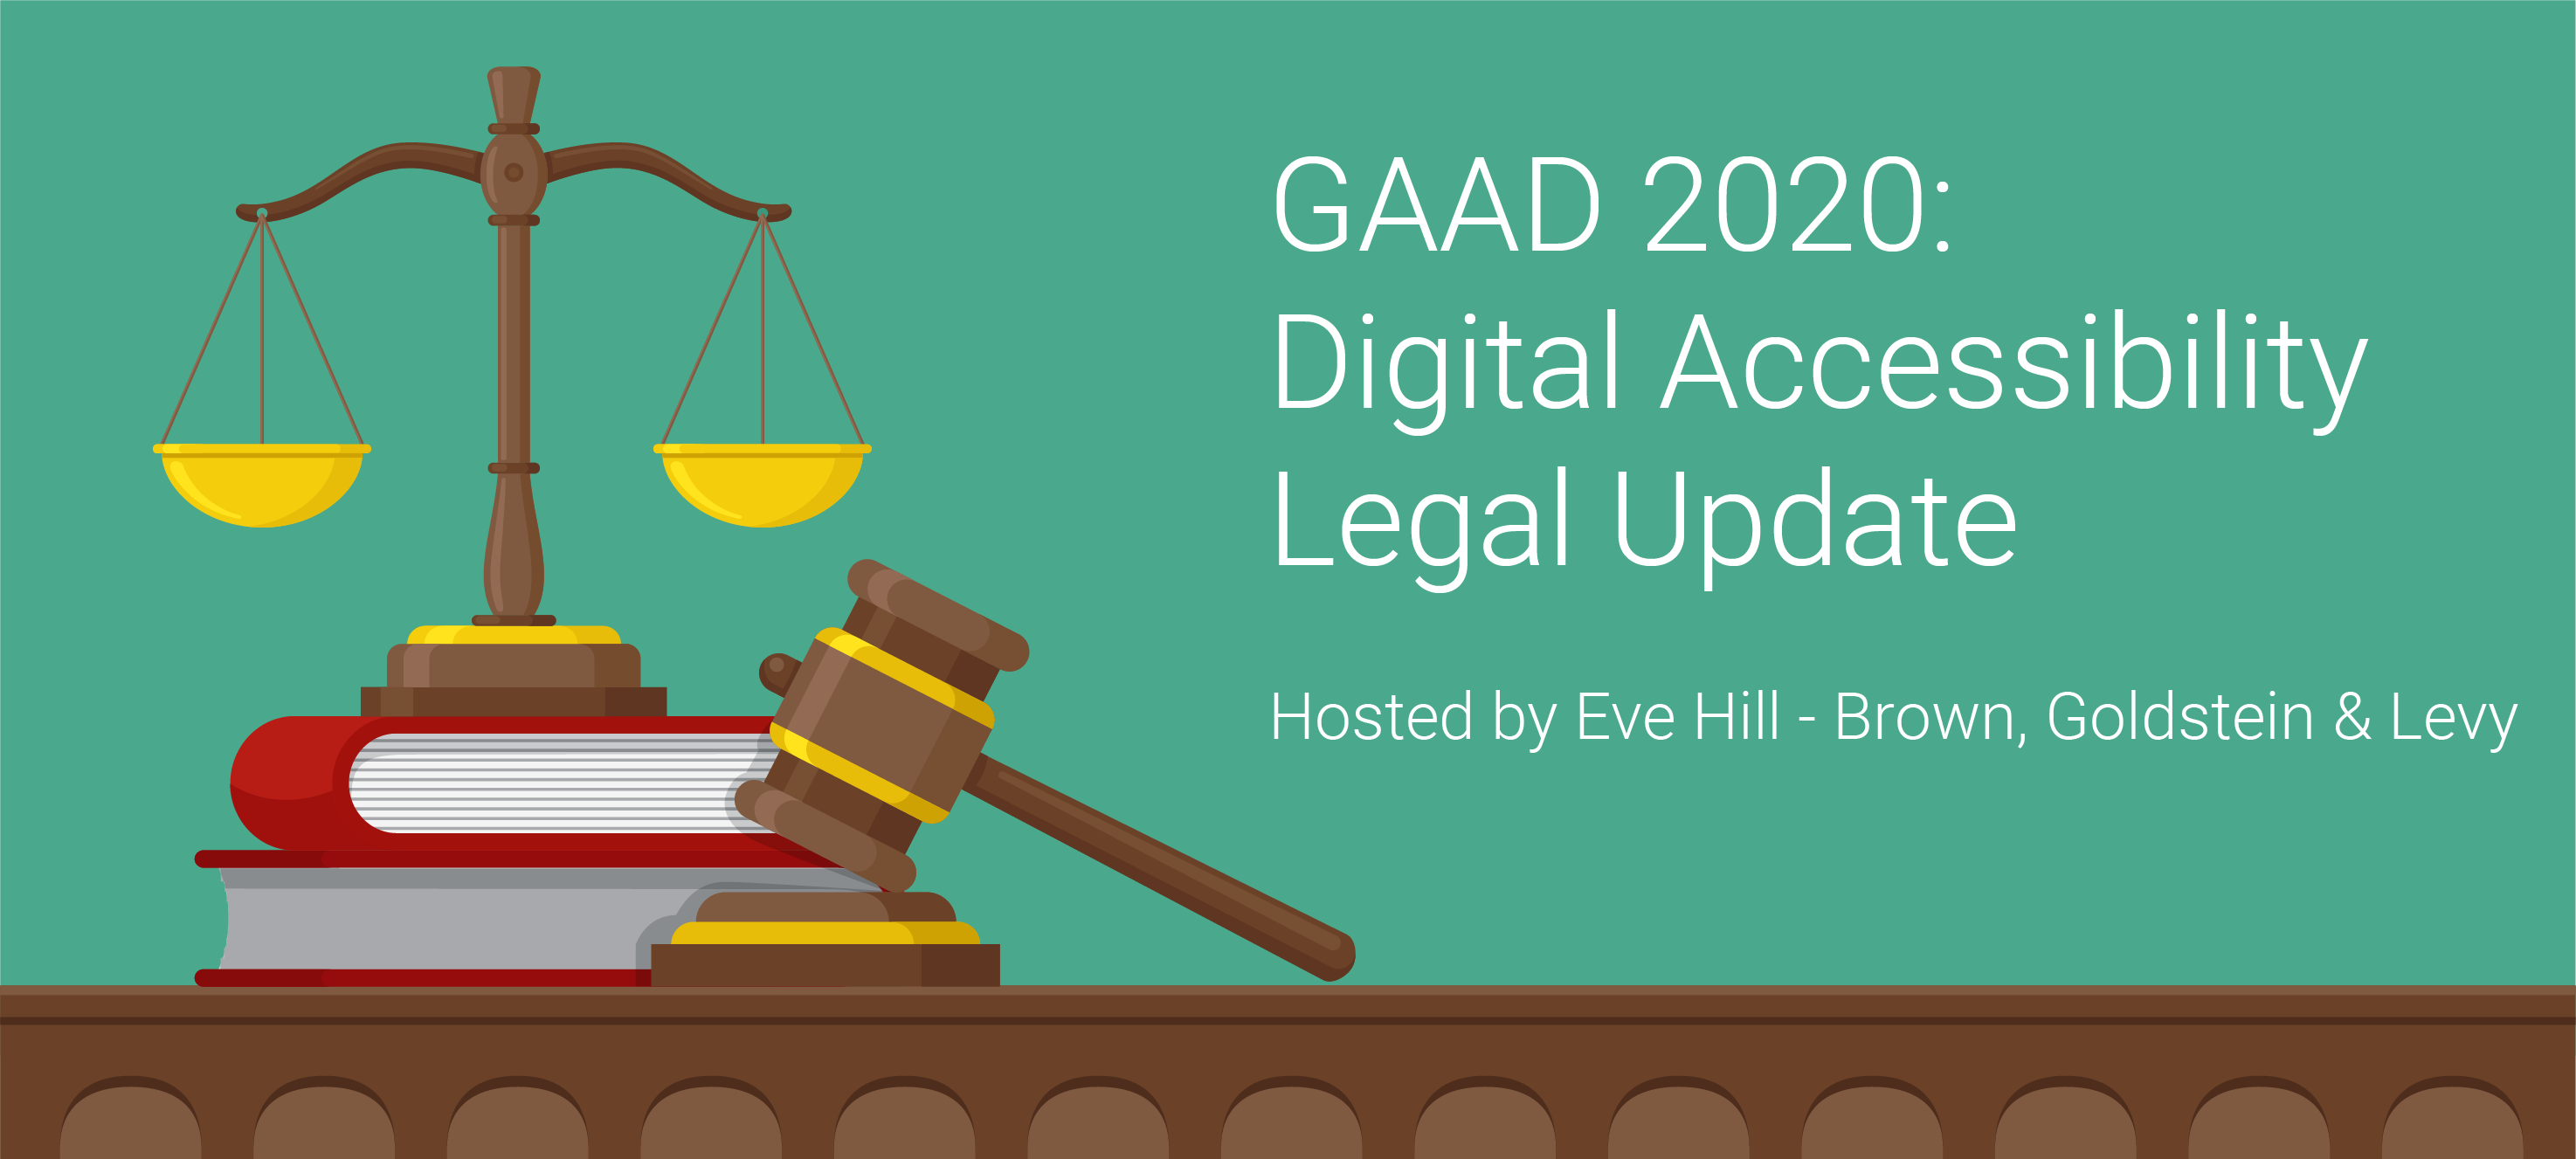 GAAD 2020:
Digital Accessibility
Legal Update
Hosted by Eve Hill - Brown, Goldstein & Levy